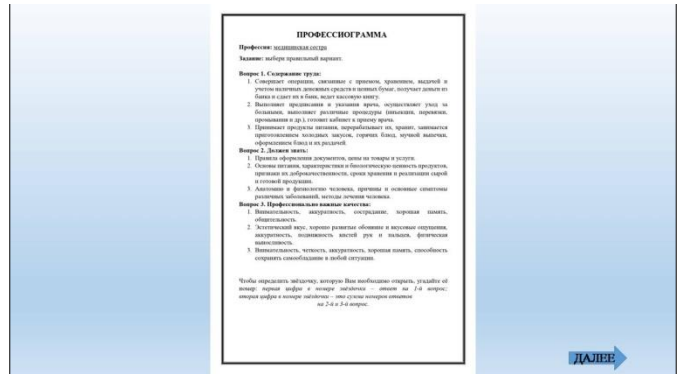 ПРОФЕССИОГРАММА
Профессия: медицинская сестра
Задание: выбери правильный вариант.
Вопрос 1. Содержание труда:
1. Совершает операции, связанные с приемом, хранением, выдачей и
учетом наличных денежных средств и ценных бумаг, получает деньги из
банка и сдает их в банк, ведет кассовую книгу.
2. Выполняет предписания и указания врача, осуществляет уход за
больными, выполняет различные процедуры (инъекции, перевязки,
промывания и др.), готовит кабинет к приему врача.
3. Принимает продукты питания, перерабатывает их, хранит, занимается
приготовлением холодных закусок, горячих блюд, мучной выпечки,
оформлением блюд и их раздачей.
Вопрос 2. Должен знать:
1. Правила оформления документов, цены на товары и услуги.
2. Основы питания, характеристики и биологическую ценность продуктов,
признаки их доброкачественности, сроки хранения и реализации сырой
и готовой продукции.
3. Анатомию и физиологию человека, причины и основные симптомы
различных заболеваний, методы лечения человека.
Вопрос 3. Профессионально важные качества:
1. Внимательность, аккуратность, сострадание, хорошая память,
общительность.
2. Эстетический вкус, хорошо развитые обоняние и вкусовые ощущения,
аккуратность, подвижность кистей рук и пальцев, физическая
выносливость.
3. Внимательность, четкость, аккуратность, хорошая память, способность
сохранять самообладание в любой ситуации.
Чтобы определить звёздочку, которую Вам необходимо открыть, угадайте её
номер: первая цифра в номере звёздочки – ответ на 1-й вопрос;
вторая цифра в номере звёздочки – это сумма номеров ответов
на 2-й и 3-й вопрос.
ДАЛЕЕ